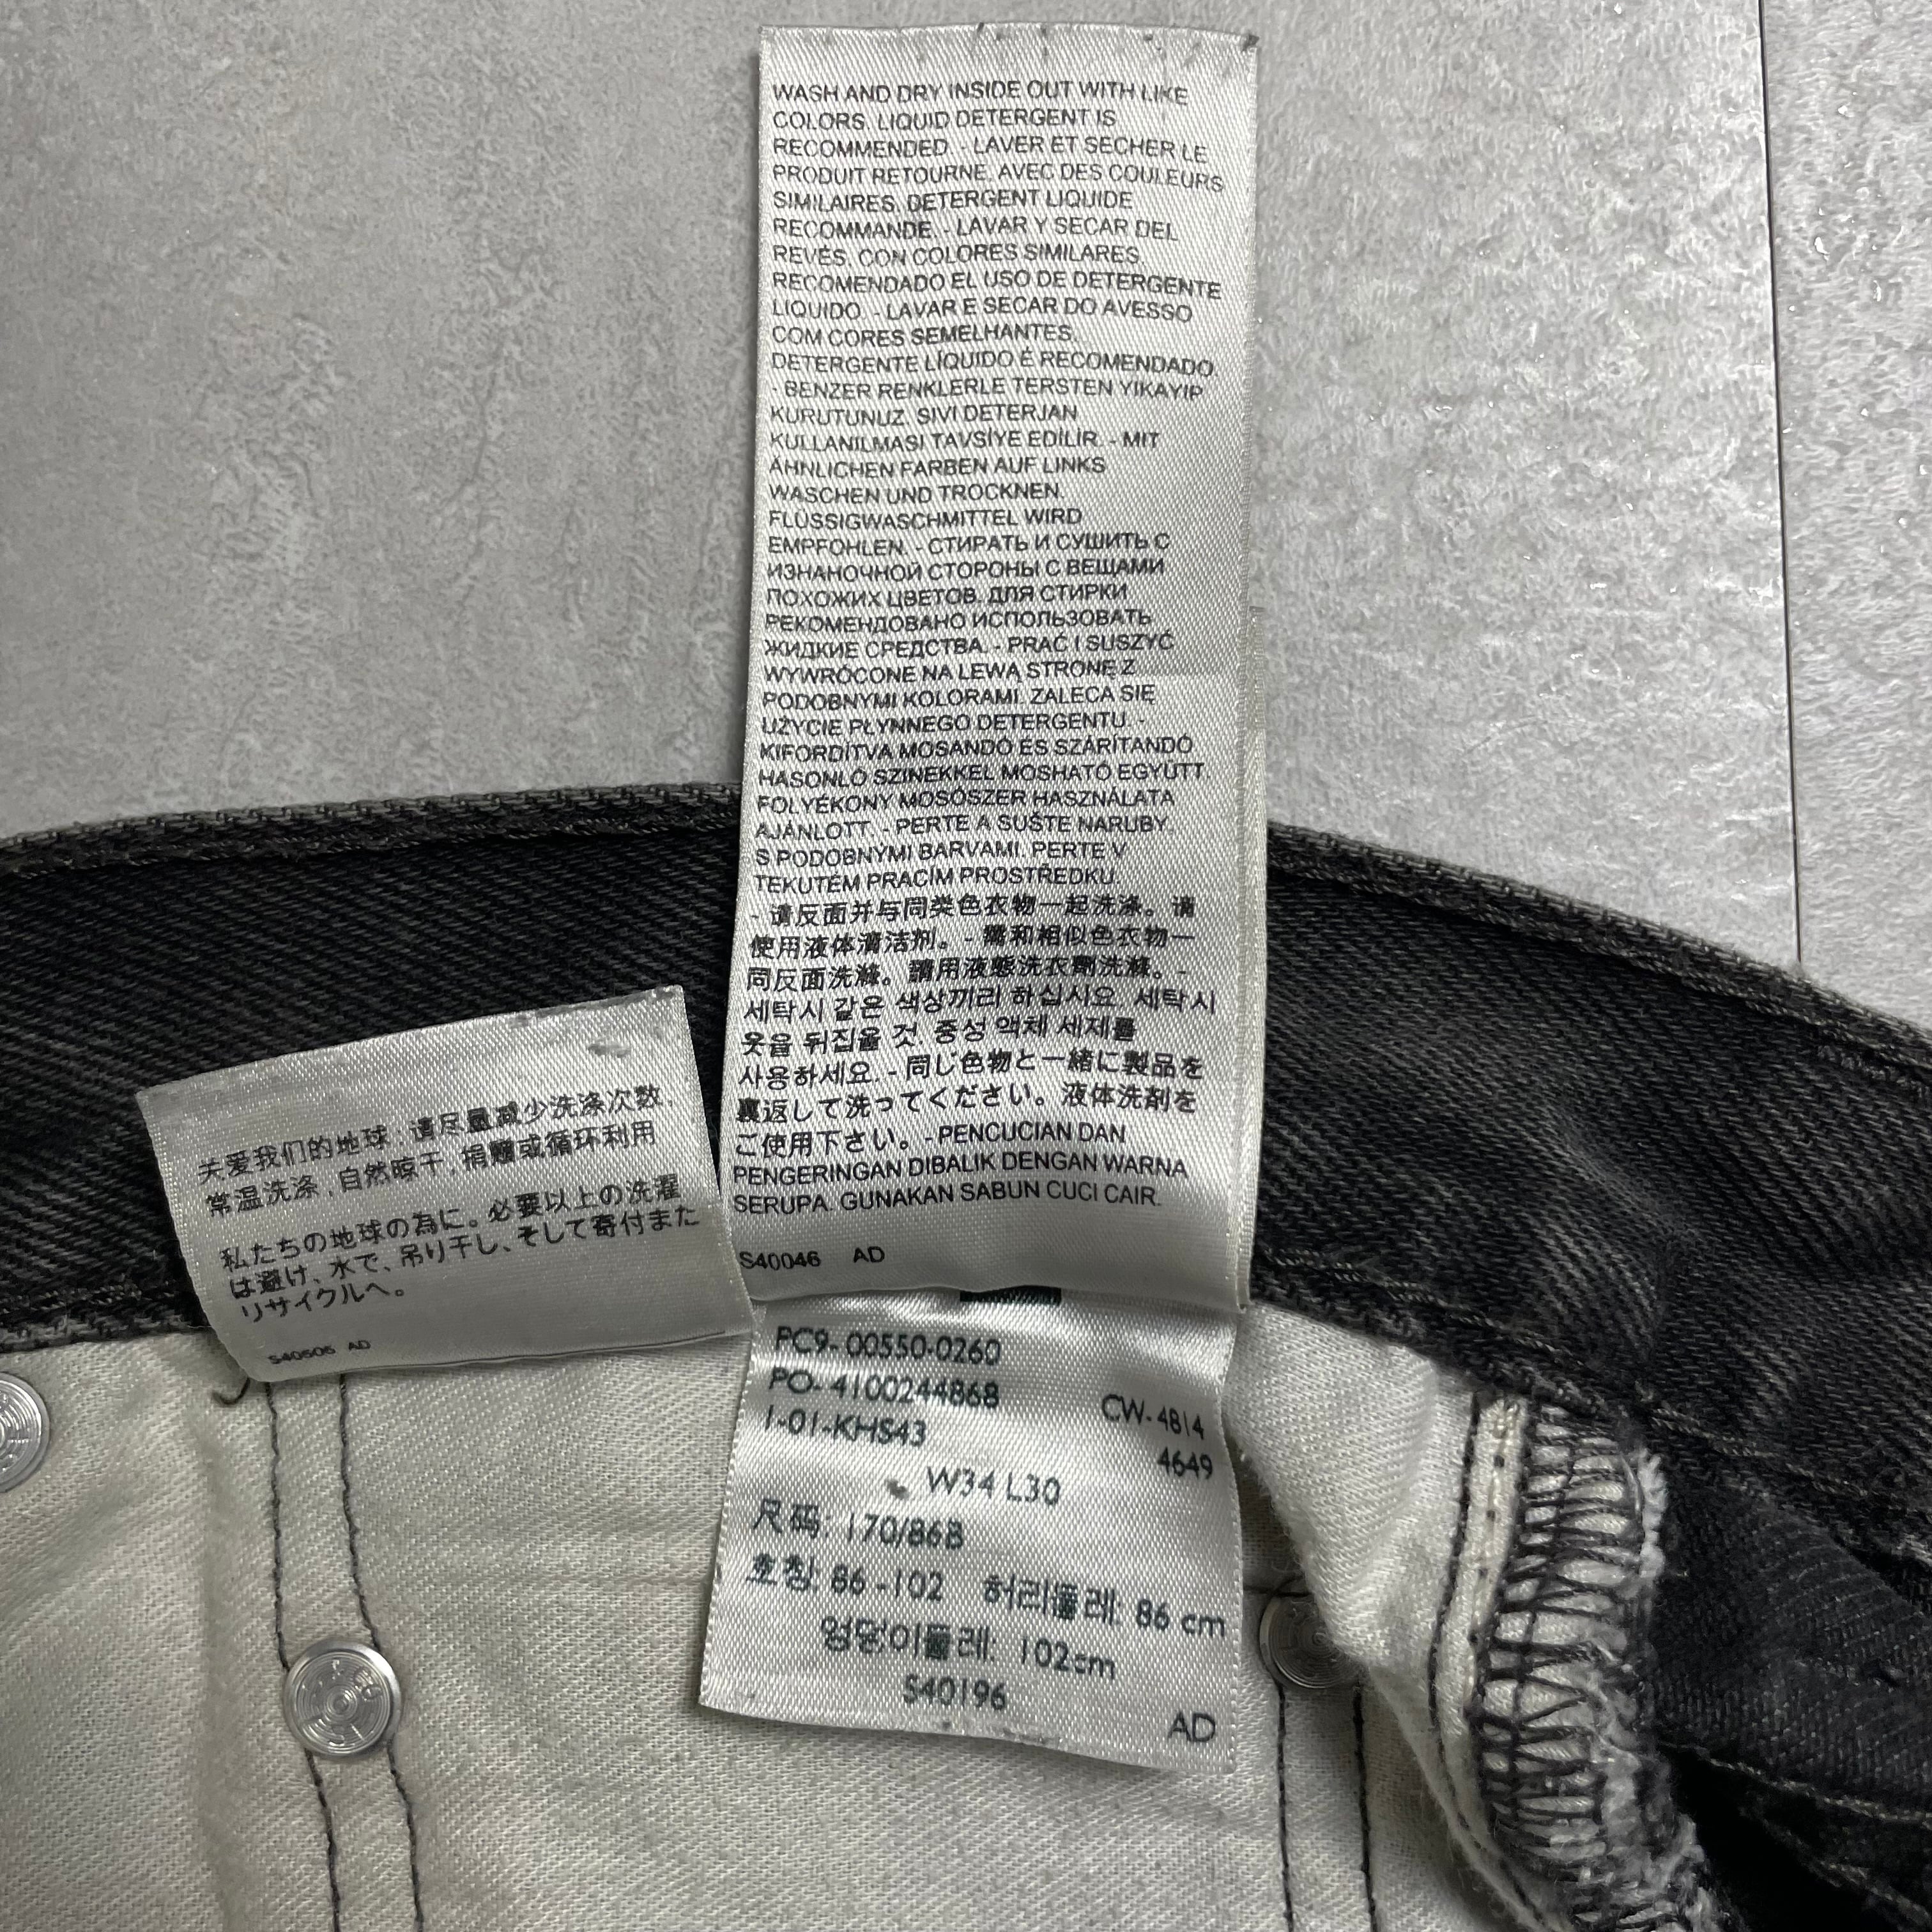 WASH AND DRY INSIDE OUT WITH LIKE
COLORS. LIQUID DETERGENT IS
RECOMMENDED. - LAVER ET SECHER LE
PRODUIT RETOURNE, AVEC DES COULEURS
SIMILAIRES. DETERGENT LIQUIDE
RECOMMANDE. - LAVAR Y SECAR DEL
REVÉS, CON COLORES SIMILARES.
RECOMENDADO EL USO DE DETERGENTE
LIQUIDO. - LAVAR E SECAR DO AVESSO
COM CORES SEMELHANTES.
DETERGENTE LÍQUIDO É RECOMENDADO
- BENZER RENKLERLE TERSTEN YIKAYIP
KURUTUNUZ. SIVI DETERJAN
KULLANILMASI TAVSİYE EDİLİR. - MIT
ÄHNLICHEN FARBEN AUF LINKS
WASCHEN UND TROCKNEN.
FLÜSSIGWASCHMITTEL WIRD
EMPFOHLEN. - СТИРАТЬ И СУШИТЬ С
ИЗНАНОЧНОЙ СТОРОНЫ С ВЕЩАМИ
ПОХОЖИХ ЦВЕТОВ. ДЛЯ СТИРКИ
РЕКОМЕНДОВАНО ИСПОЛЬЗОВАТЬ
ЖИДКИЕ СРЕДСТВА. - PRAĆ I SUSZYĆ
WYWRÓCONE NA LEWĄ STRONĘ Z
PODOBNYMI KOLORAMI. ZALECA SIĘ
UŻYCIE PŁYNNEGO DETERGENTU. -
KIFORDÍTVA MOSANDÓ ÉS SZÁRÍTANDÓ
HASONLÓ SZÍNEKKEL MOSHATÓ EGYÜTT.
FOLYÉKONY MOSÓSZER HASZNÁLATA
AJÁNLOTT. - PERTE A SUŠTE NARUBY
S PODOBNÝMI BARVAMI. PERTE V
TEKUTÉM PRACÍM PROSTŘEDKU.
- 请反面并与同类色衣物一起洗涤。请
使用液体清洁剂。 - 需和相似色衣物一
同反面洗滌。請用液態洗衣劑洗滌。 -
세탁시 같은 색상끼리 하십시요. 세탁시
옷을 뒤집을 것. 중성 액체 세제를
사용하세요. - 同じ色物と一緒に製品を
裏返して洗ってください。液体洗剤を
ご使用下さい。 - PENCUCIAN DAN
PENGERINGAN DIBALIK DENGAN WARNA
SERUPA. GUNAKAN SABUN CUCI CAIR.
S40046 AD
关爱我们的地球，请尽量减少洗涤次数，
常温洗涤，自然晾干，捐赠或循环利用
私たちの地球の為に。必要以上の洗濯
は避け、水で、吊り干し、そして寄付また
リサイクルへ。
S40506 AD
PC9- 00550-0260
PO- 4100244868
CW- 4814
1-01-KHS43
4649
W34 L30
尺码: 170/86B
호칭: 86 -102 허리둘레: 86 cm
엉덩이둘레: 102cm
S40196
AD